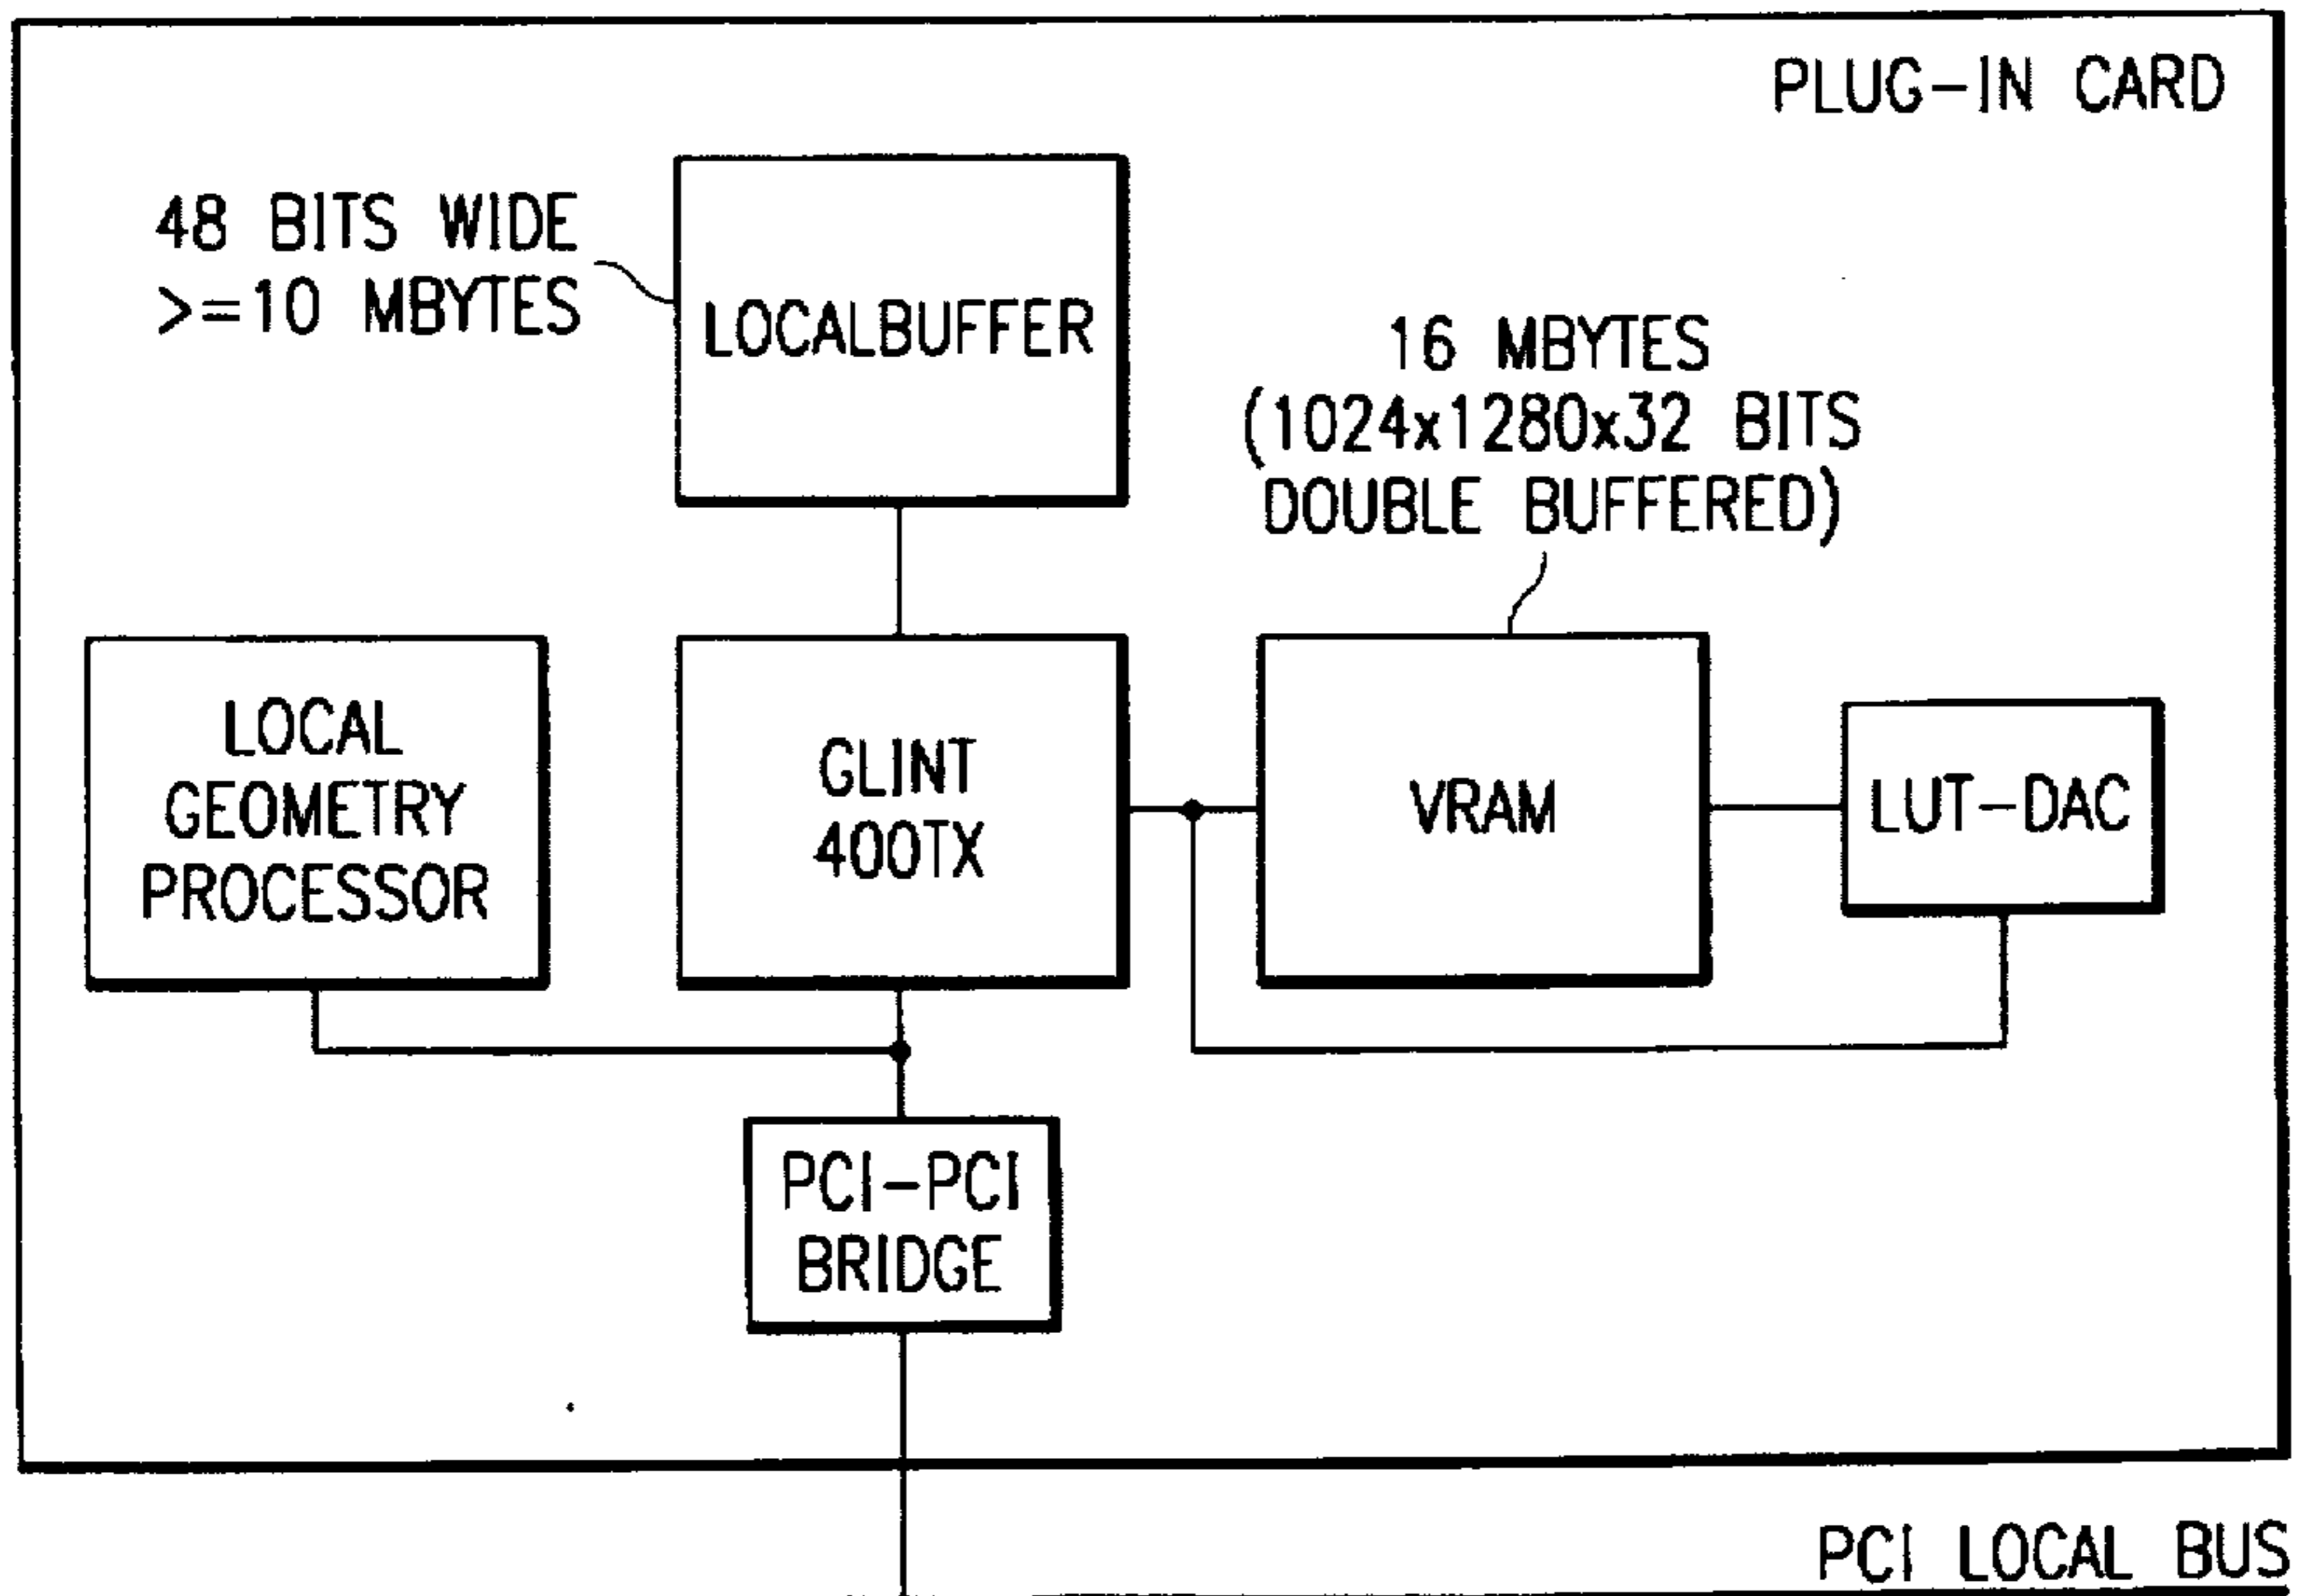 PLUG-IN CARD
48 BITS WIDE
>=10 MBYTES
LOCALBUFFER
16 MBYTES
(1024x1280x32 BITS
DOUBLE BUFFERED)
LOCAL
GEOMETRY
PROCESSOR
GLINT
400TX
VRAM
LUT-DAC
PCI-PCI
BRIDGE
PCI LOCAL BUS